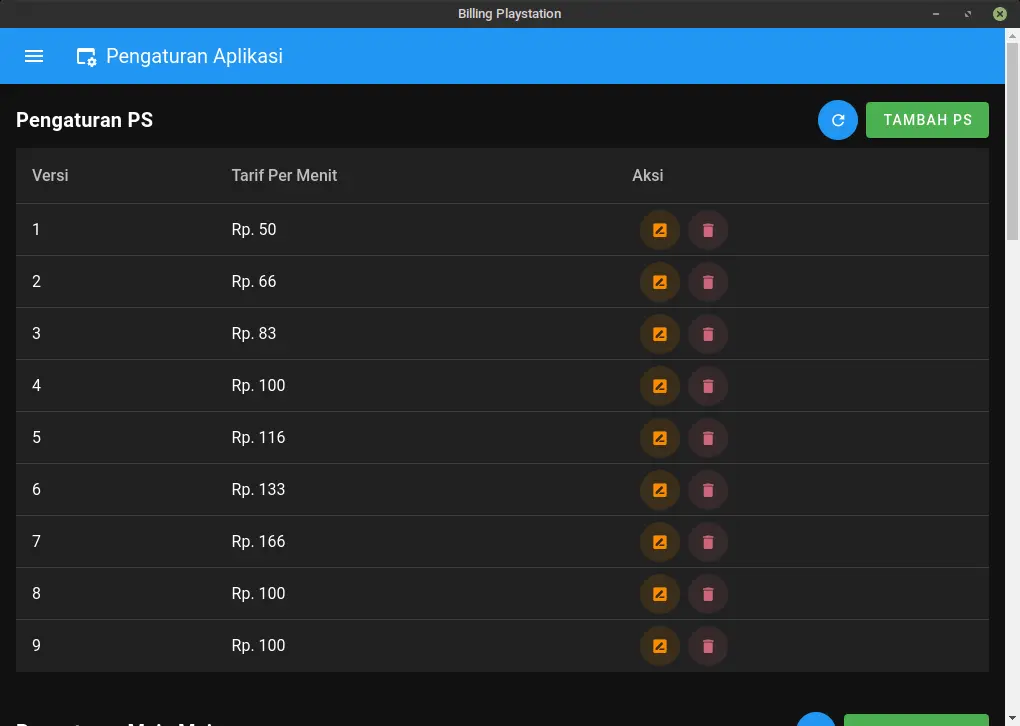 Billing Playstation
Pengaturan Aplikasi
Pengaturan PS
TAMBAH PS
Versi Tarif Per Menit Aksi
1 Rp. 50
2 Rp. 66
3 Rp. 83
4 Rp. 100
5 Rp. 116
6 Rp. 133
7 Rp. 166
8 Rp. 100
9 Rp. 100